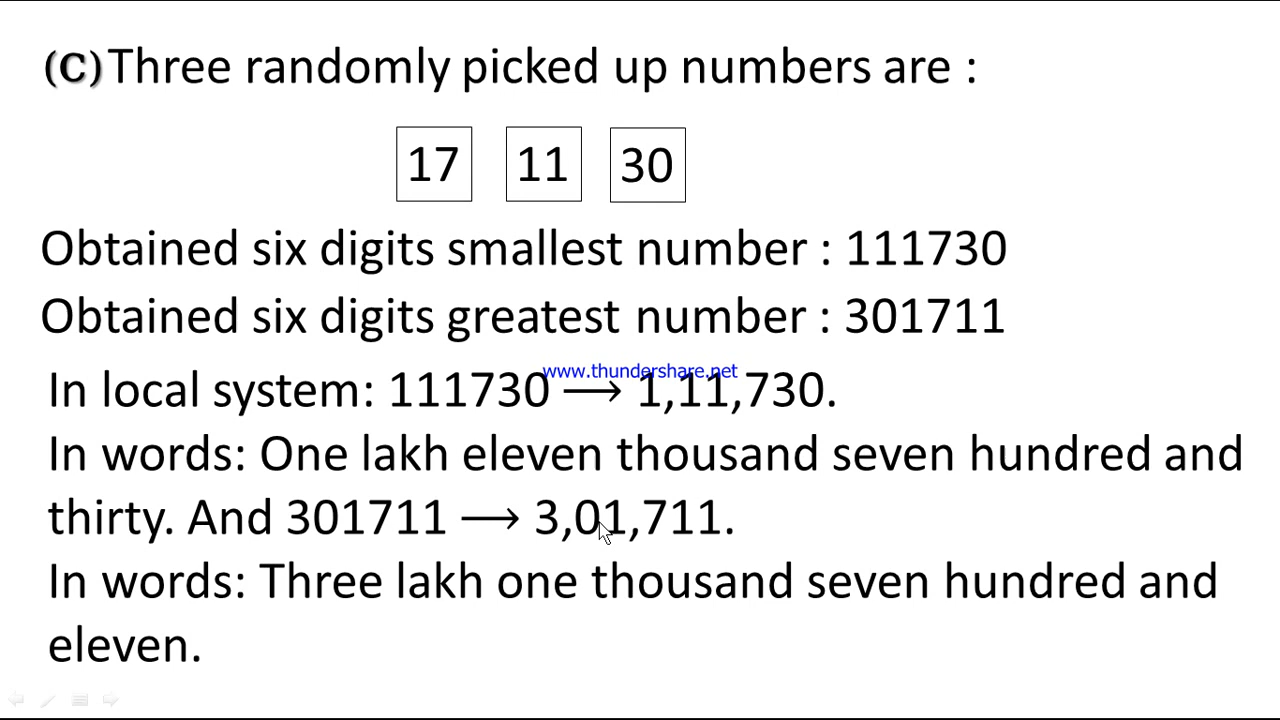 (C) Three randomly picked up numbers are :
17 11 30
Obtained six digits smallest number : 111730
Obtained six digits greatest number : 301711
www.thundershare.net
In local system: 111730 ⟶ 1,11,730.
In words: One lakh eleven thousand seven hundred and
thirty. And 301711 ⟶ 3,01,711.
In words: Three lakh one thousand seven hundred and
eleven.